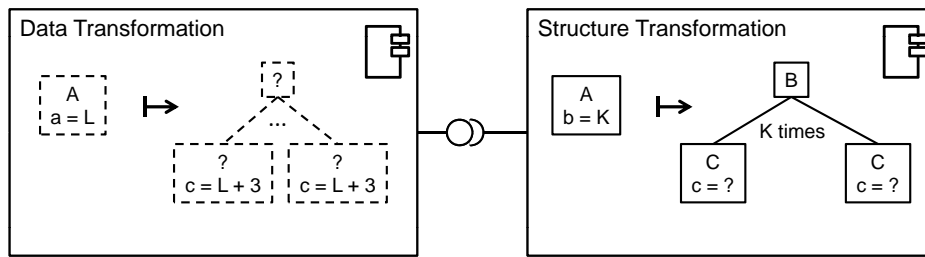 Data Transformation
A
a = L
?
...
?
c = L + 3
?
c = L + 3
Structure Transformation
A
b = K
B
K times
C
c = ?
C
c = ?